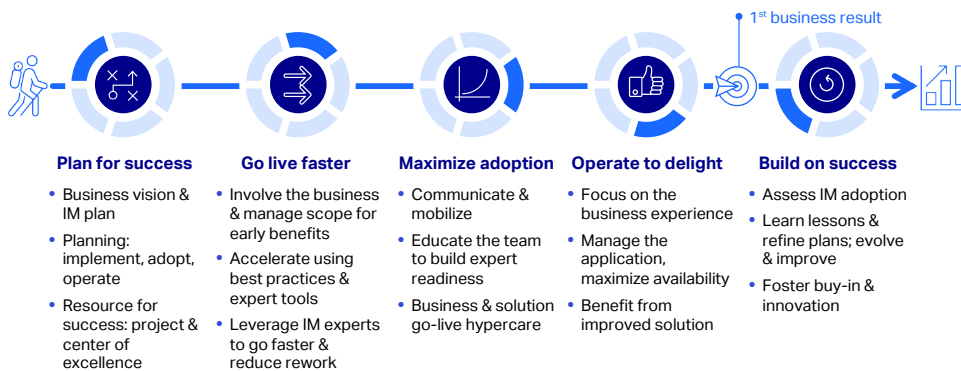 1st business result
Plan for success
• Business vision &
IM plan
• Planning:
implement, adopt,
operate
• Resource for
success: project &
center of
excellence
Go live faster
• Involve the business
& manage scope for
early benefits
• Accelerate using
best practices &
expert tools
• Leverage IM experts
to go faster &
reduce rework
Maximize adoption
• Communicate &
mobilize
• Educate the team
to build expert
readiness
• Business & solution
go-live hypercare
Operate to delight
• Focus on the
business experience
• Manage the
application,
maximize availability
• Benefit from
improved solution
Build on success
• Assess IM adoption
• Learn lessons &
refine plans; evolve
& improve
• Foster buy-in &
innovation